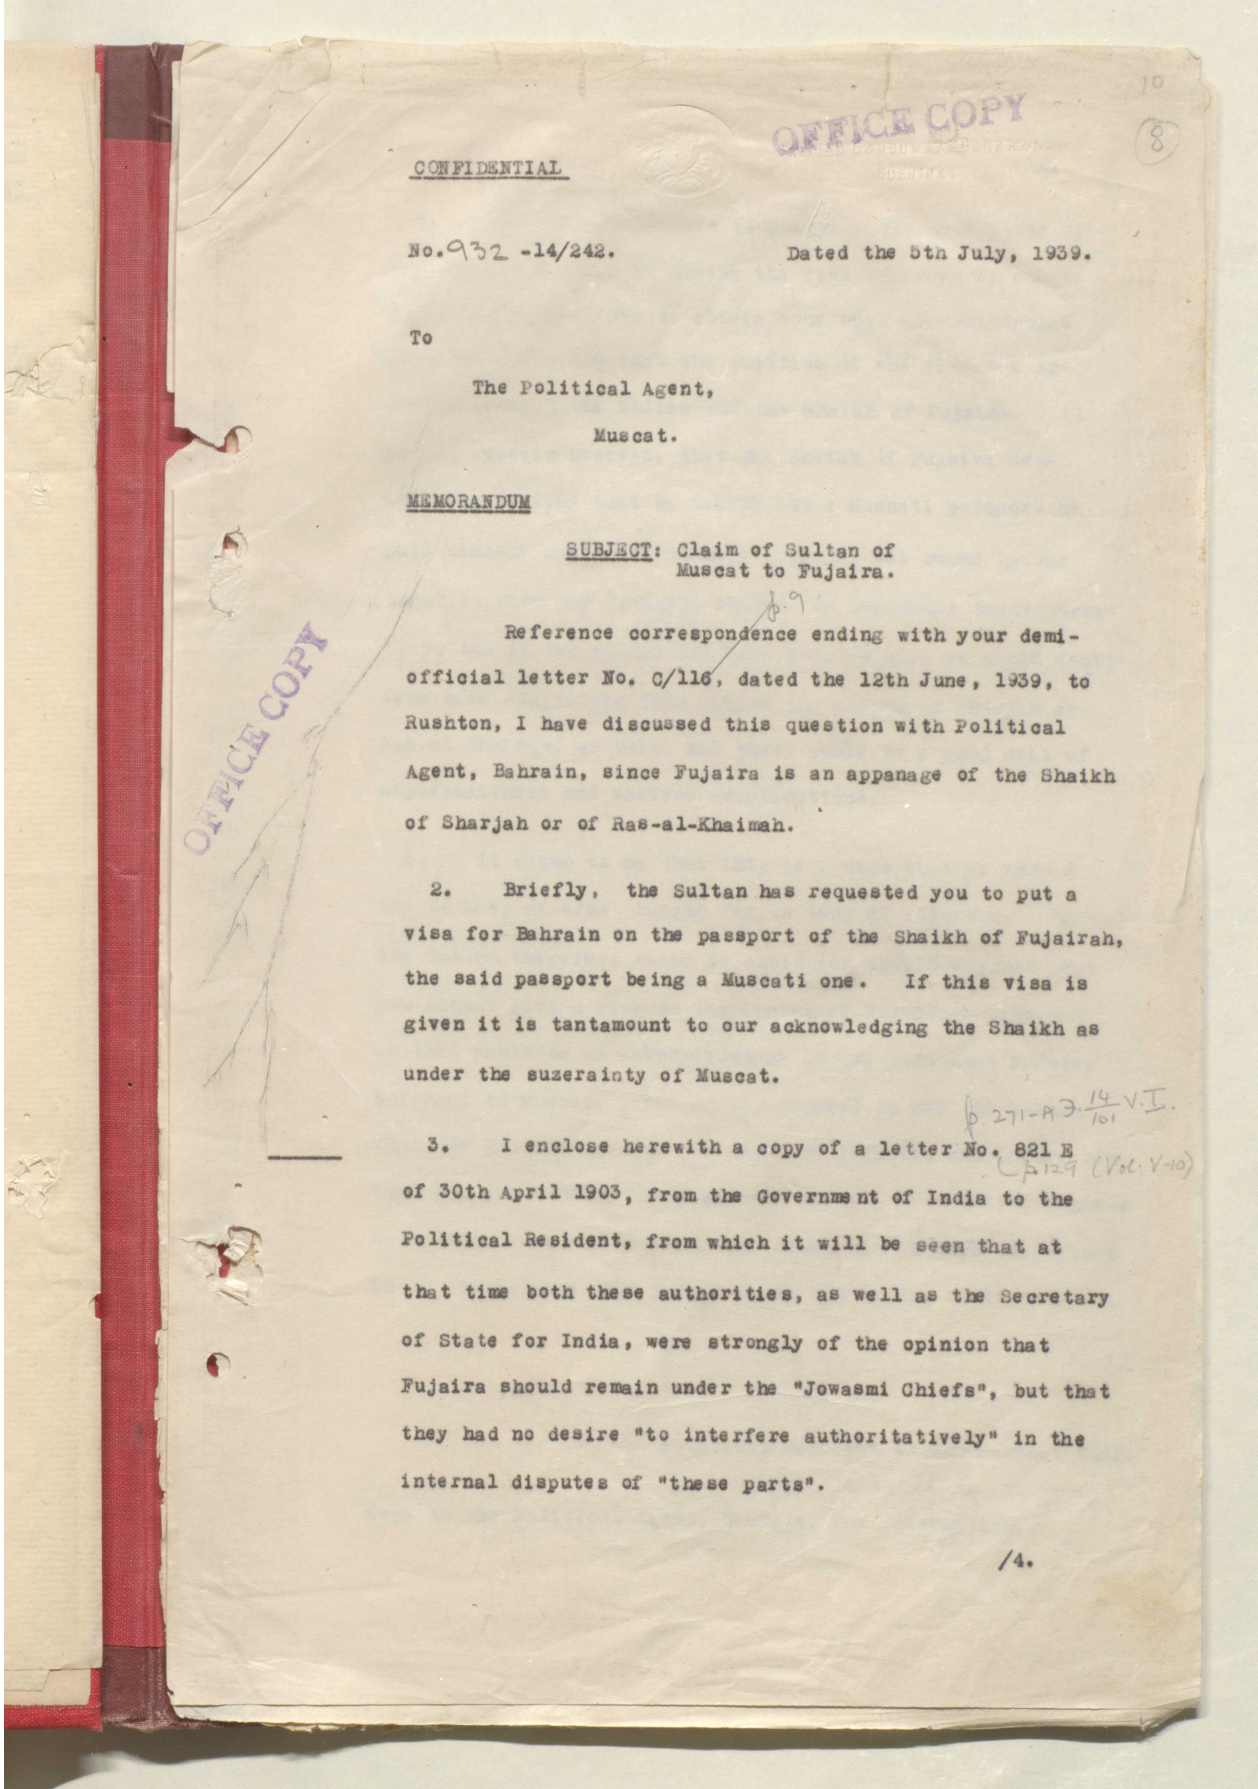 10
OFFICE COPY
8
CONFIDENTIAL
No. 932 -14/242.
Dated the 5th July, 1939.
To
The Political Agent,
Muscat.
MEMORANDUM
SUBJECT: Claim of Sultan of
Muscat to Fujaira.
p. 9
Reference correspondence ending with your demi-
official letter No. C/116, dated the 12th June, 1939, to
Rushton, I have discussed this question with Political
Agent, Bahrain, since Fujaira is an appanage of the Shaikh
of Sharjah or of Ras-al-Khaimah.
OFFICE COPY
2. Briefly, the Sultan has requested you to put a
visa for Bahrain on the passport of the Shaikh of Fujairah,
the said passport being a Muscati one. If this visa is
given it is tantamount to our acknowledging the Shaikh as
under the suzerainty of Muscat.
p. 271-A F. 14/101 V. I.
3. I enclose herewith a copy of a letter No. 821 E
p 129 (Vol: V-10)
of 30th April 1903, from the Government of India to the
Political Resident, from which it will be seen that at
that time both these authorities, as well as the Secretary
of State for India, were strongly of the opinion that
Fujaira should remain under the "Jowasmi Chiefs", but that
they had no desire "to interfere authoritatively" in the
internal disputes of "these parts".
/4.